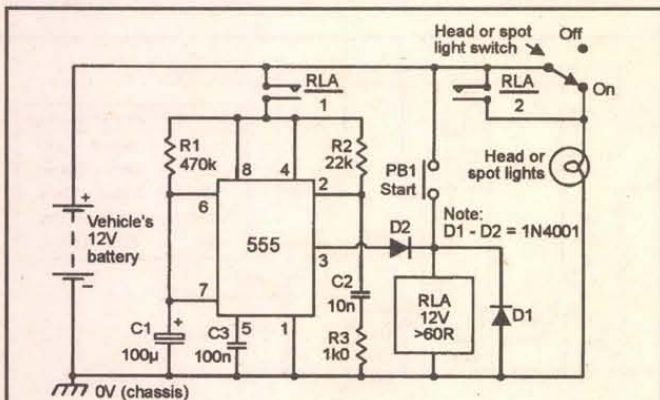 Head or spot
light switch
Off
On
RLA
1
RLA
2
R1
470k
R2
22k
8
4
6
2
555
3
7
5
1
PB1
Start
Head or
spot lights
Note:
D1 - D2 = 1N4001
D2
+
Vehicle's
12V
battery
-
C1
+
100µ
C3
100n
C2
10n
R3
1k0
RLA
12V
>60R
D1
0V (chassis)